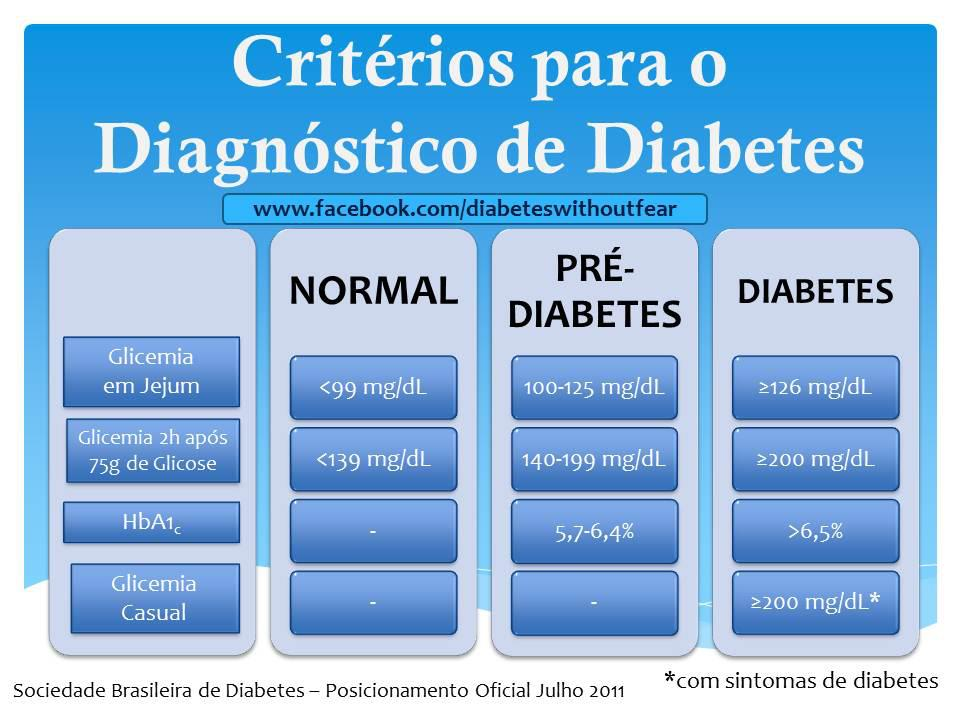 Critérios para o
Diagnóstico de Diabetes
www.facebook.com/diabeteswithoutfear
NORMAL
PRÉ-
DIABETES
DIABETES
Glicemia
em Jejum
<99 mg/dL
100-125 mg/dL
≥126 mg/dL
Glicemia 2h após
75g de Glicose
<139 mg/dL
140-199 mg/dL
≥200 mg/dL
HbA1c
-
5,7-6,4%
>6,5%
Glicemia
Casual
-
-
≥200 mg/dL*
Sociedade Brasileira de Diabetes – Posicionamento Oficial Julho 2011
*com sintomas de diabetes